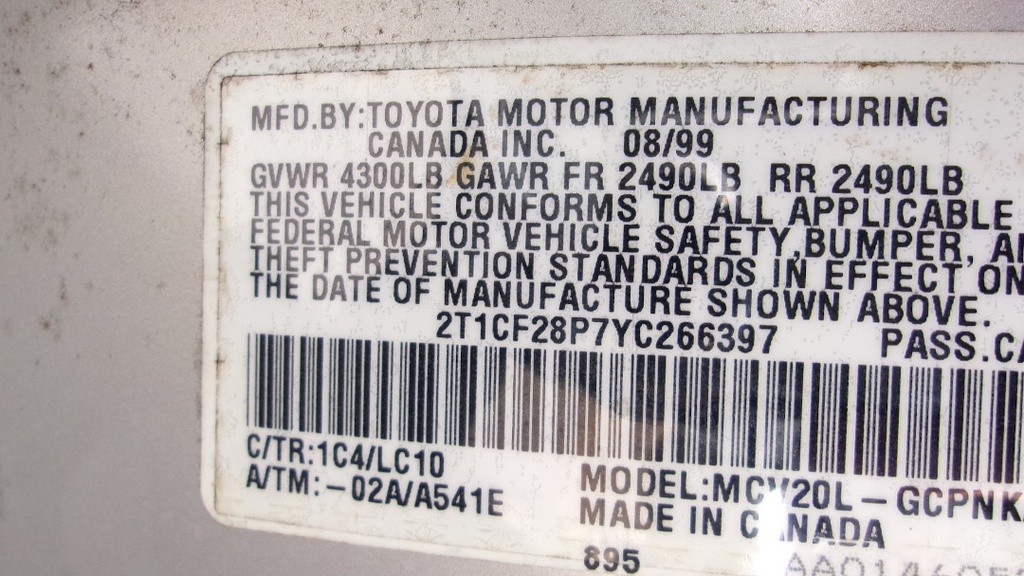 MFD.BY:TOYOTA MOTOR MANUFACTURING
CANADA INC. 08/99
GVWR 4300LB GAWR FR 2490LB RR 2490LB
THIS VEHICLE CONFORMS TO ALL APPLICABLE
FEDERAL MOTOR VEHICLE SAFETY,BUMPER,
THEFT PREVENTION STANDARDS IN EFFECT ON
THE DATE OF MANUFACTURE SHOWN ABOVE.
2T1CF28P7YC266397 PASS.
C/TR:1C4/LC10
A/TM:-02A/A541E
MODEL:MCV20L-GCPNK
MADE IN CANADA
895